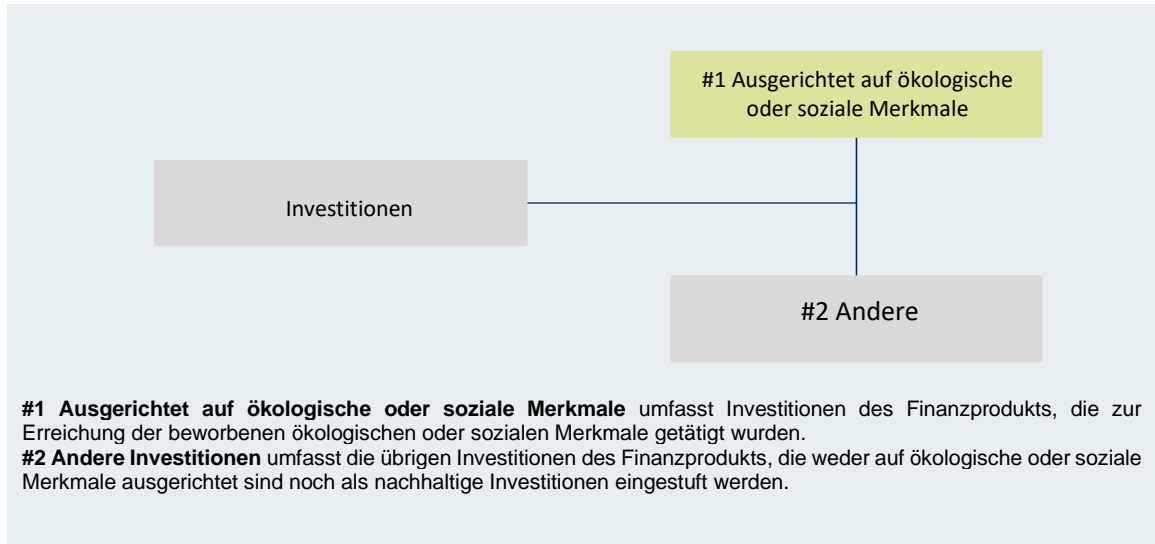 #1 Ausgerichtet auf ökologische
oder soziale Merkmale
Investitionen
#2 Andere
#1 Ausgerichtet auf ökologische oder soziale Merkmale umfasst Investitionen des Finanzprodukts, die zur
Erreichung der beworbenen ökologischen oder sozialen Merkmale getätigt wurden.
#2 Andere Investitionen umfasst die übrigen Investitionen des Finanzprodukts, die weder auf ökologische oder soziale
Merkmale ausgerichtet sind noch als nachhaltige Investitionen eingestuft werden.